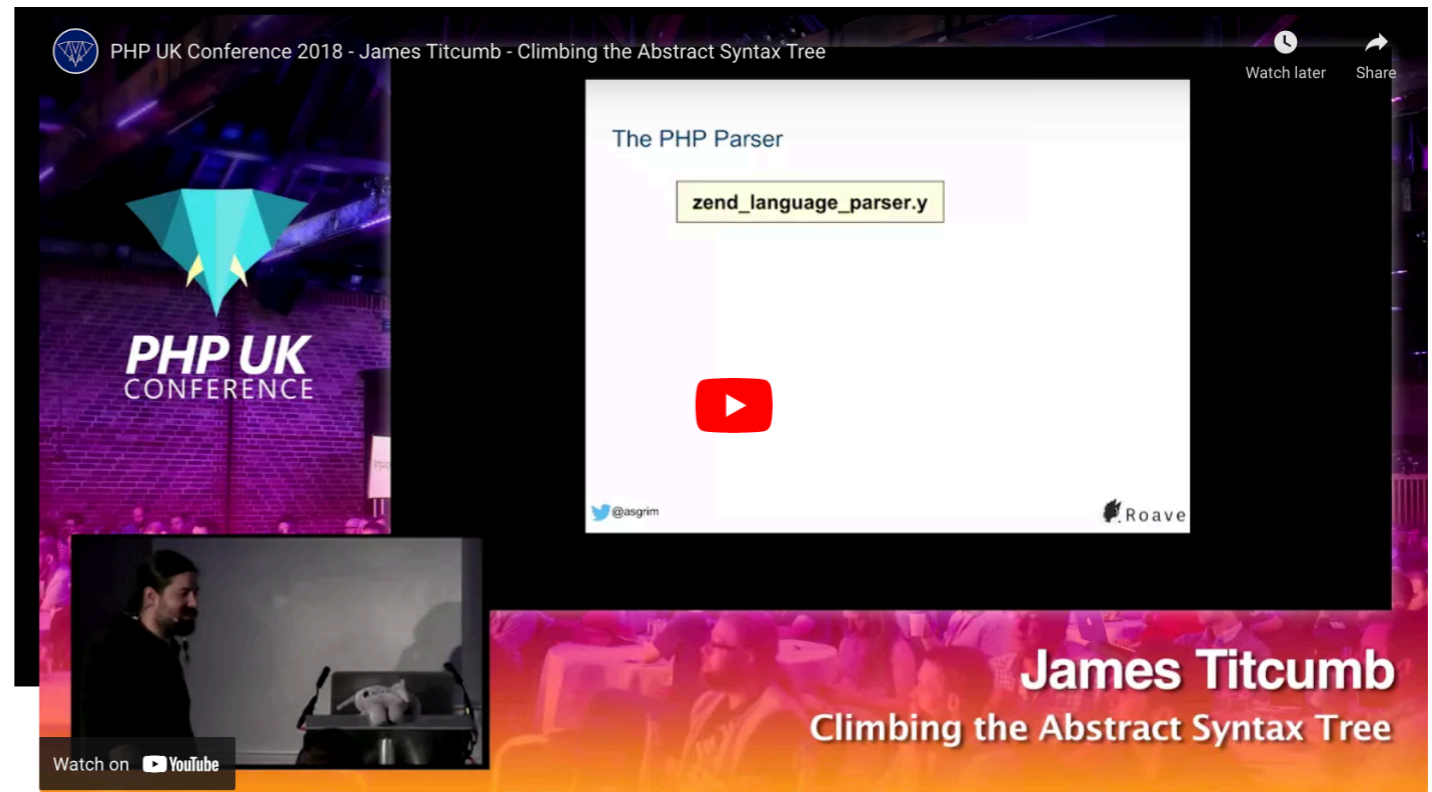 PHP UK Conference 2018 - James Titcumb - Climbing the Abstract Syntax Tree
Watch later
Share
The PHP Parser
zend_language_parser.y
PHP UK
CONFERENCE
@asgrim
Roave
James Titcumb
Climbing the Abstract Syntax Tree
Watch on YouTube